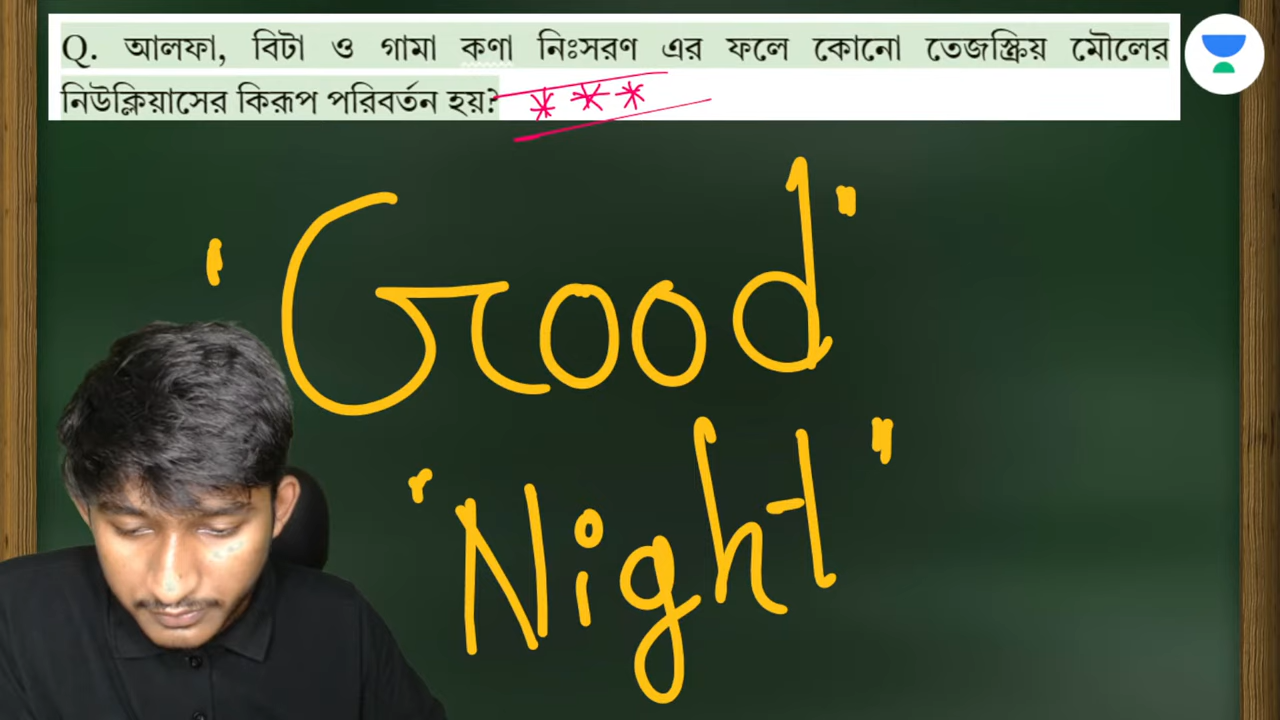 Q. আলফা, বিটা ও গামা কণা নিঃসরণ এর ফলে কোনো তেজস্ক্রিয় মৌলের
নিউক্লিয়াসের কিরূপ পরিবর্তন হয়? ***
'Good"
"Night"